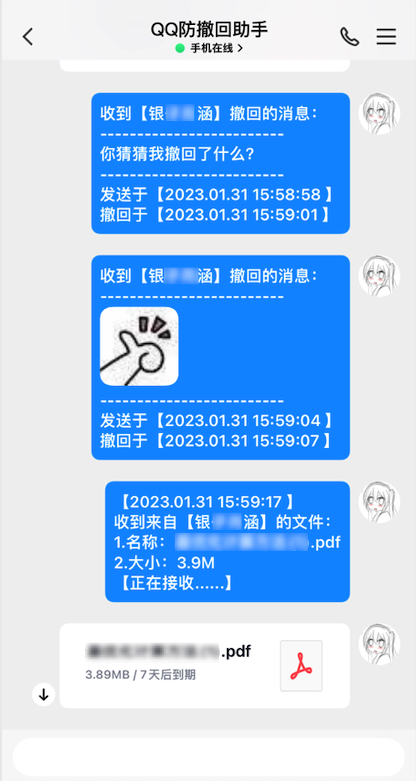 QQ防撤回助手
手机在线 >
收到【银 涵】撤回的消息:
------------------------
你猜猜我撤回了什么?
------------------------
发送于【2023.01.31 15:58:58 】
撤回于【2023.01.31 15:59:01 】
收到【银 涵】撤回的消息:
------------------------
------------------------
发送于【2023.01.31 15:59:04 】
撤回于【2023.01.31 15:59:07 】
【2023.01.31 15:59:17 】
收到来自【银 涵】的文件:
1.名称: .pdf
2.大小: 3.9M
【正在接收......】
.pdf
3.89MB / 7天后到期